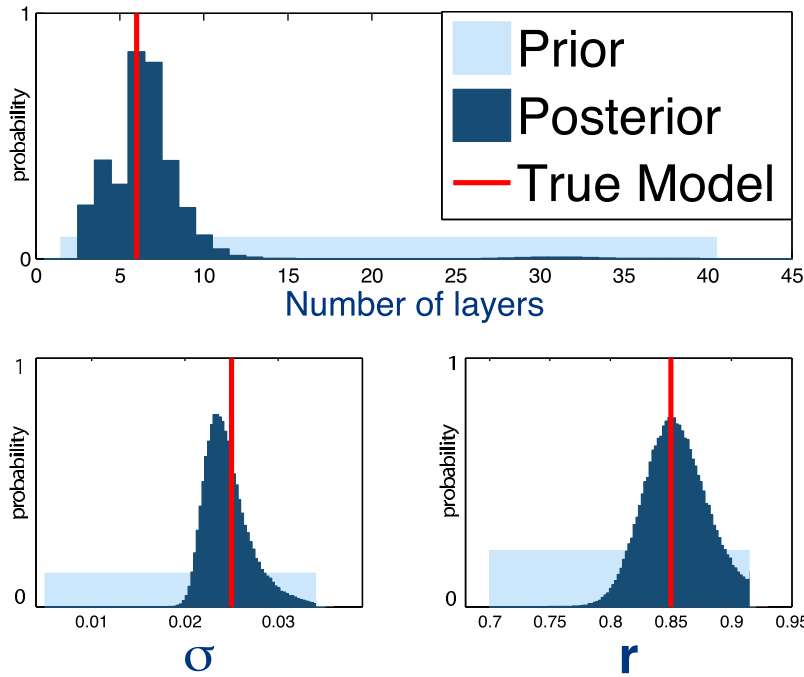 1
Prior
Posterior
True Model
probability
0
0 5 10 15 20 25 30 35 40 45
Number of layers
1
probability
0
0.01 0.02 0.03
σ
1
probability
0
0.7 0.75 0.8 0.85 0.9 0.95
r